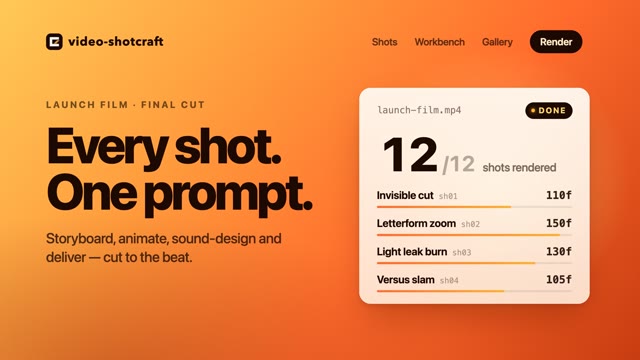 video-shotcraft
Shots Workbench Gallery Render
LAUNCH FILM · FINAL CUT
Every shot.
One prompt.
Storyboard, animate, sound-design and
deliver — cut to the beat.
launch-film.mp4 DONE
12 /12 shots rendered
Invisible cut sh01 110f
Letterform zoom sh02 150f
Light leak burn sh03 130f
Versus slam sh04 105f